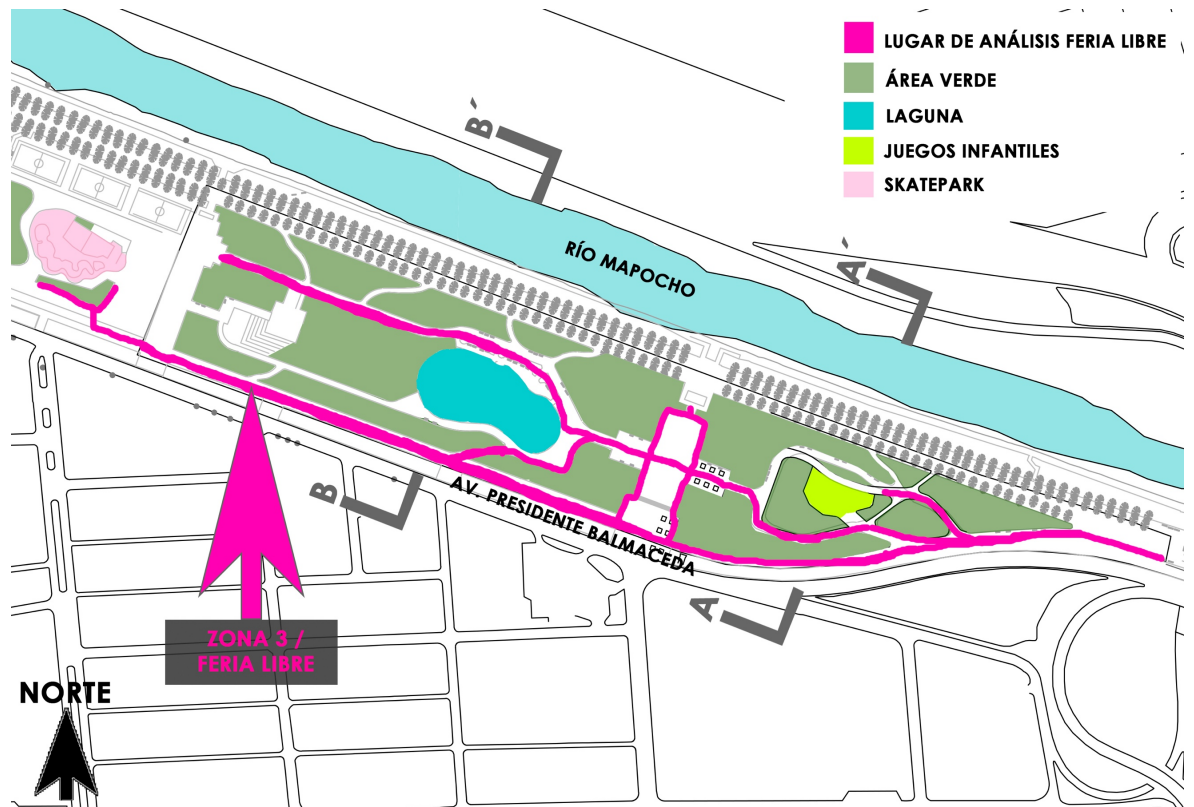 LUGAR DE ANÁLISIS FERIA LIBRE
ÁREA VERDE
LAGUNA
JUEGOS INFANTILES
SKATEPARK
B´
A´
RÍO MAPOCHO
B
AV. PRESIDENTE BALMACEDA
A
ZONA 3 /
FERIA LIBRE
NORTE